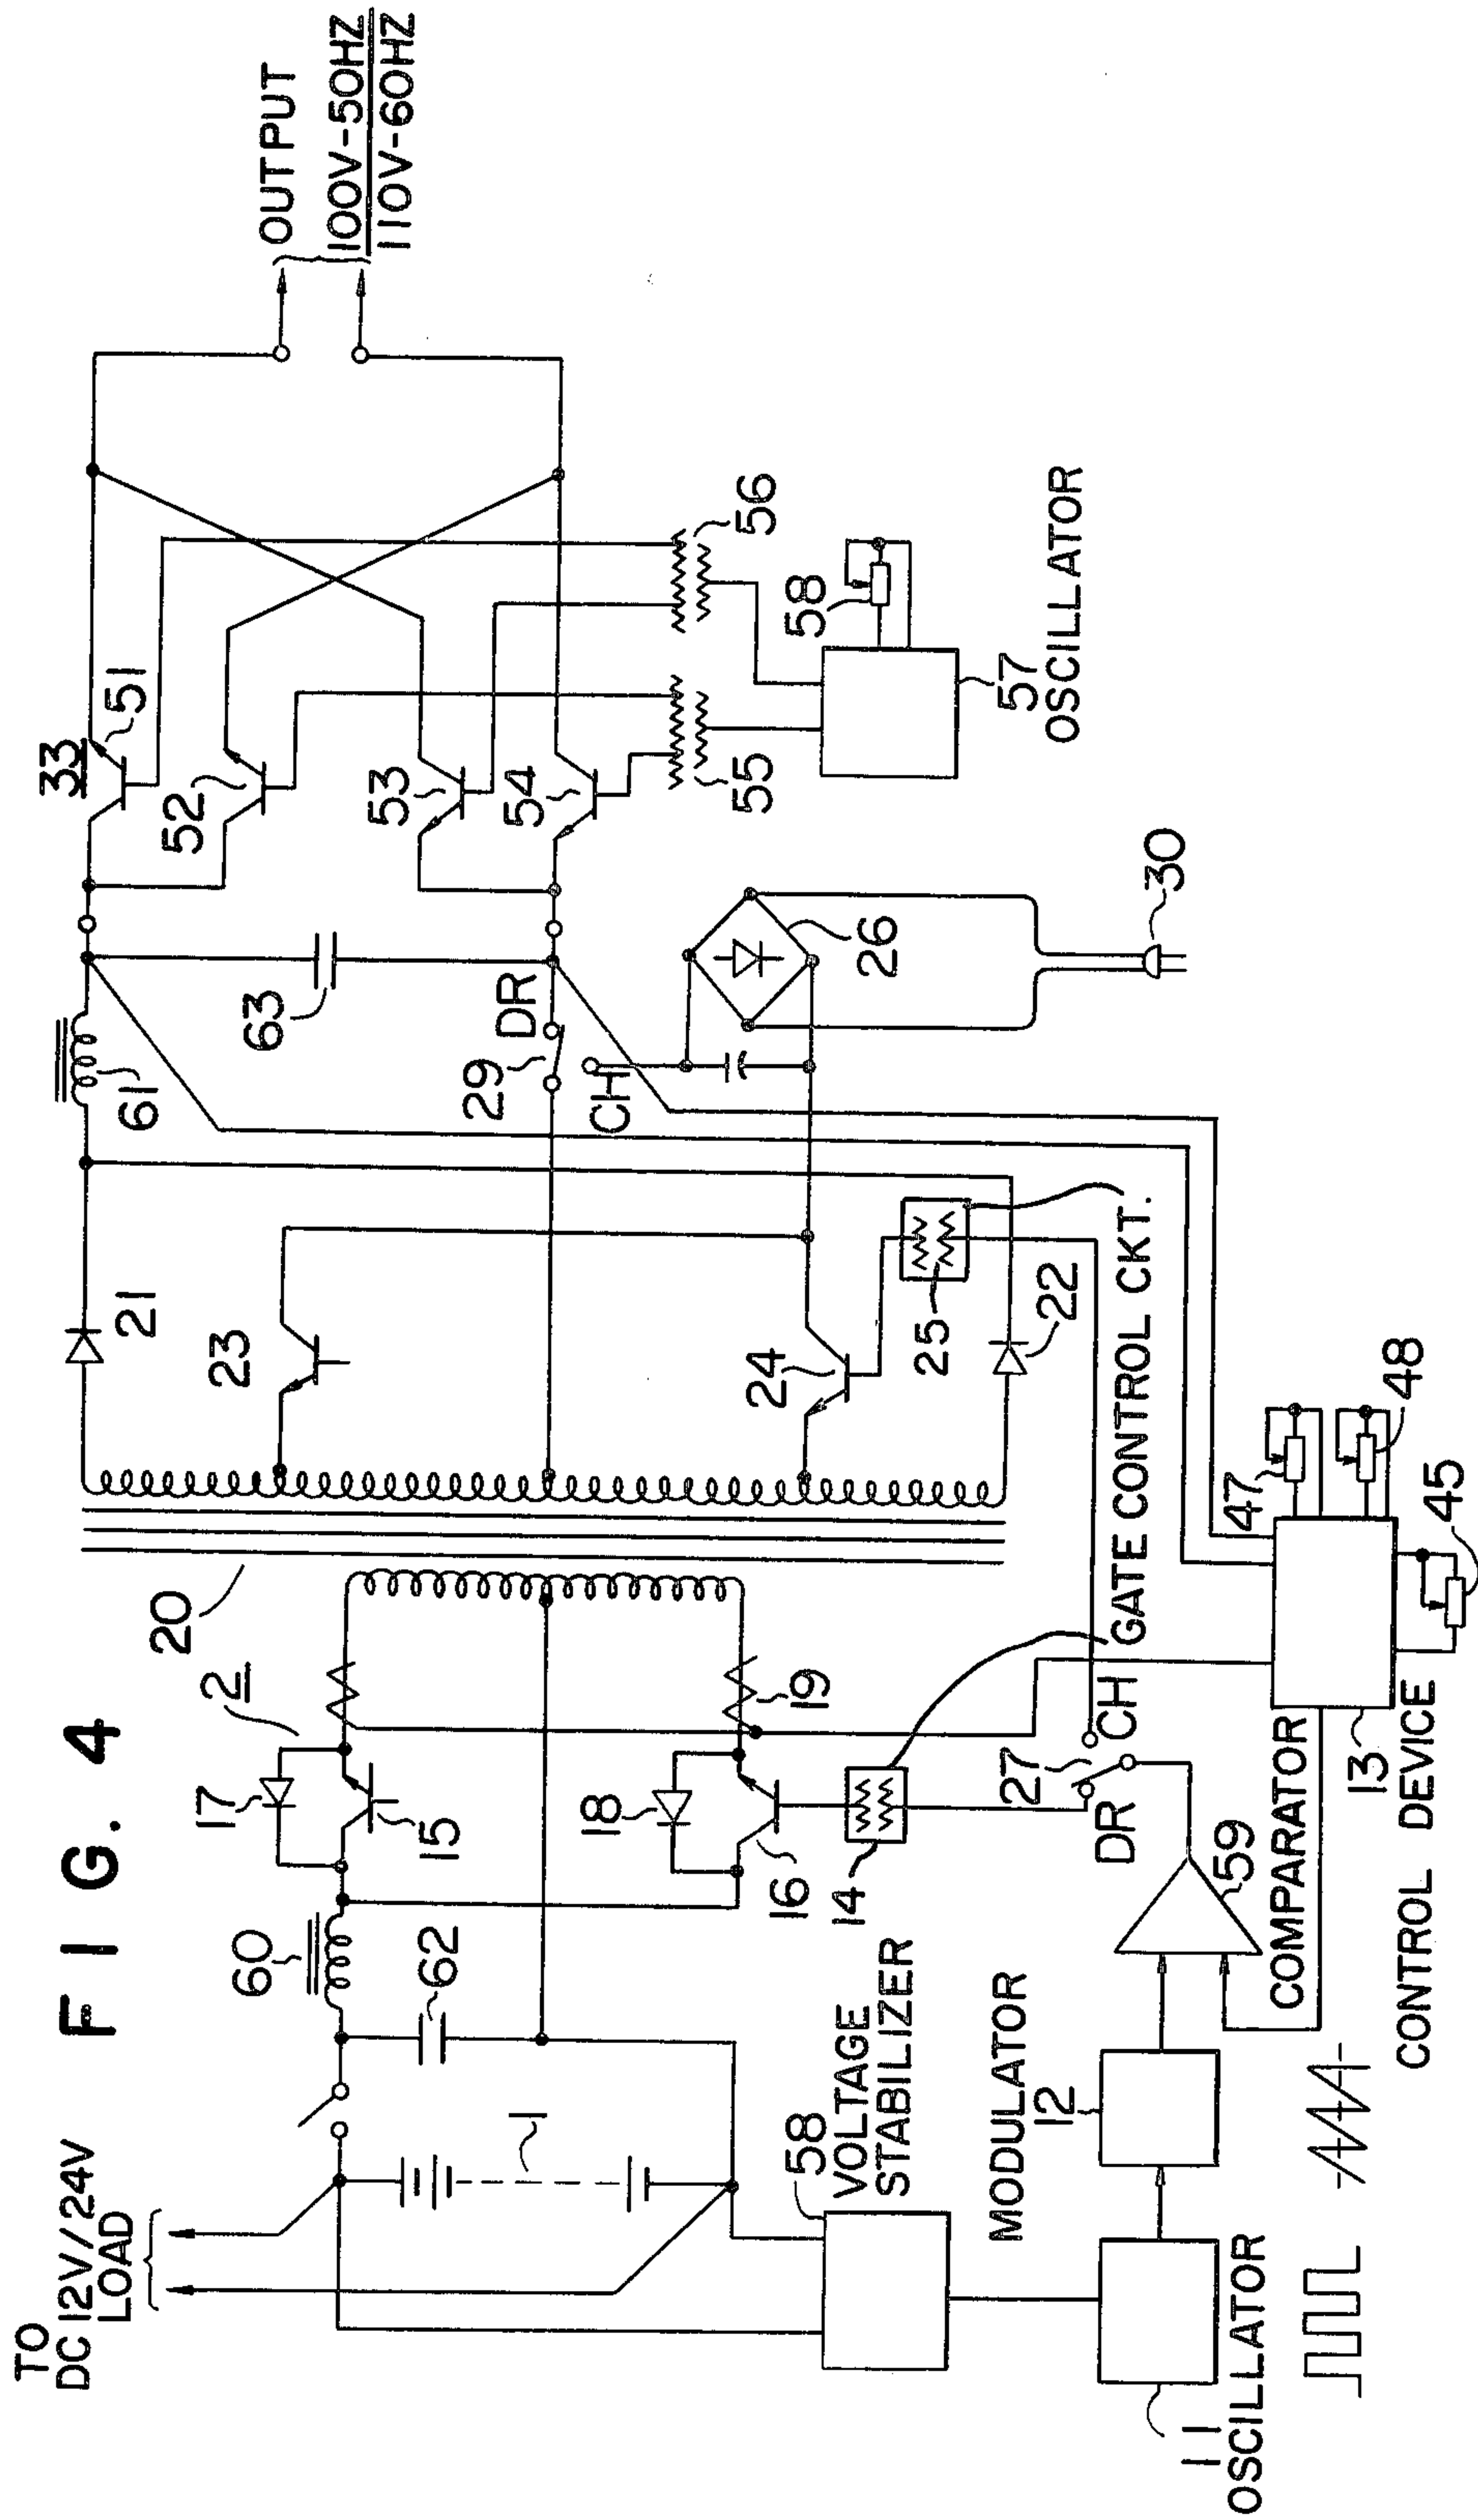 FIG. 4
TO
DC 12V/24V
LOAD
60
62
1
58
VOLTAGE
STABILIZER
MODULATOR
12
11
OSCILLATOR
17
2
15
18
16
14
19
20
27
CH
DR
59
COMPARATOR
13
CONTROL DEVICE
GATE CONTROL CKT.
47
48
45
21
23
24
25
22
61
63
29
DR
CH
26
30
33
51
52
53
54
55
56
58
57
OSCILLATOR
OUTPUT
100V-50HZ
110V-60HZ